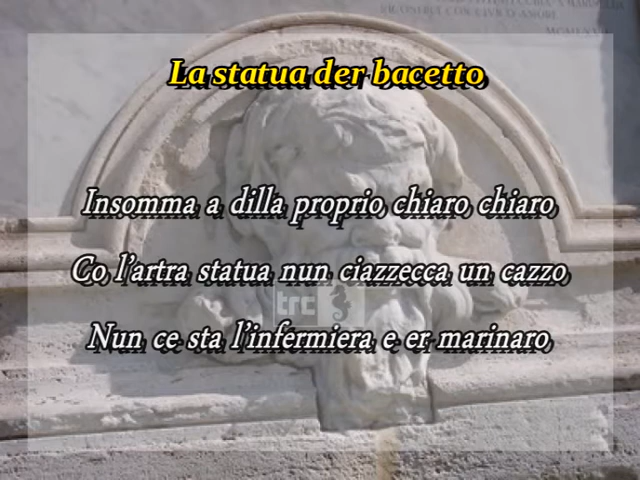 La statua der bacetto
Insomma a dilla proprio chiaro chiaro
Co l'artra statua nun ciazzecca un cazzo
Nun ce sta l'infermiera e er marinaro
trc